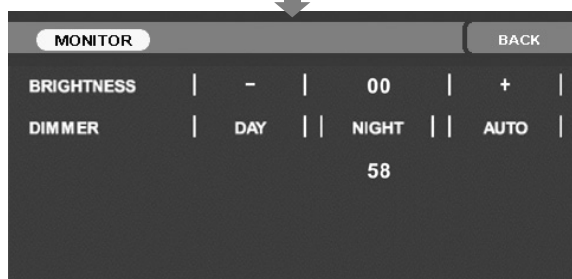 MONITOR BACK
BRIGHTNESS | – | 00 | + |
DIMMER | DAY | | NIGHT | | AUTO |
58